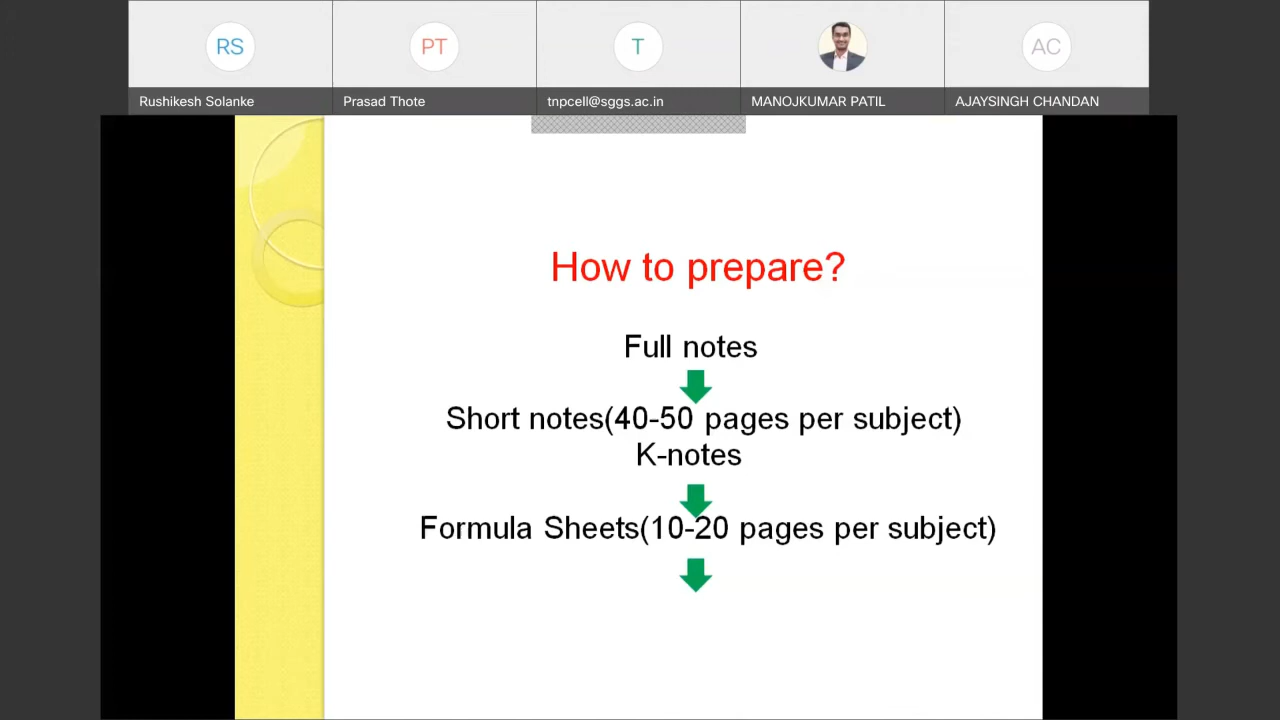 RS
PT
T
AC
Rushikesh Solanke
Prasad Thote
tnpcell@sggs.ac.in
MANOJKUMAR PATIL
AJAYSINGH CHANDAN
How to prepare?
Full notes
Short notes(40-50 pages per subject)
K-notes
Formula Sheets(10-20 pages per subject)